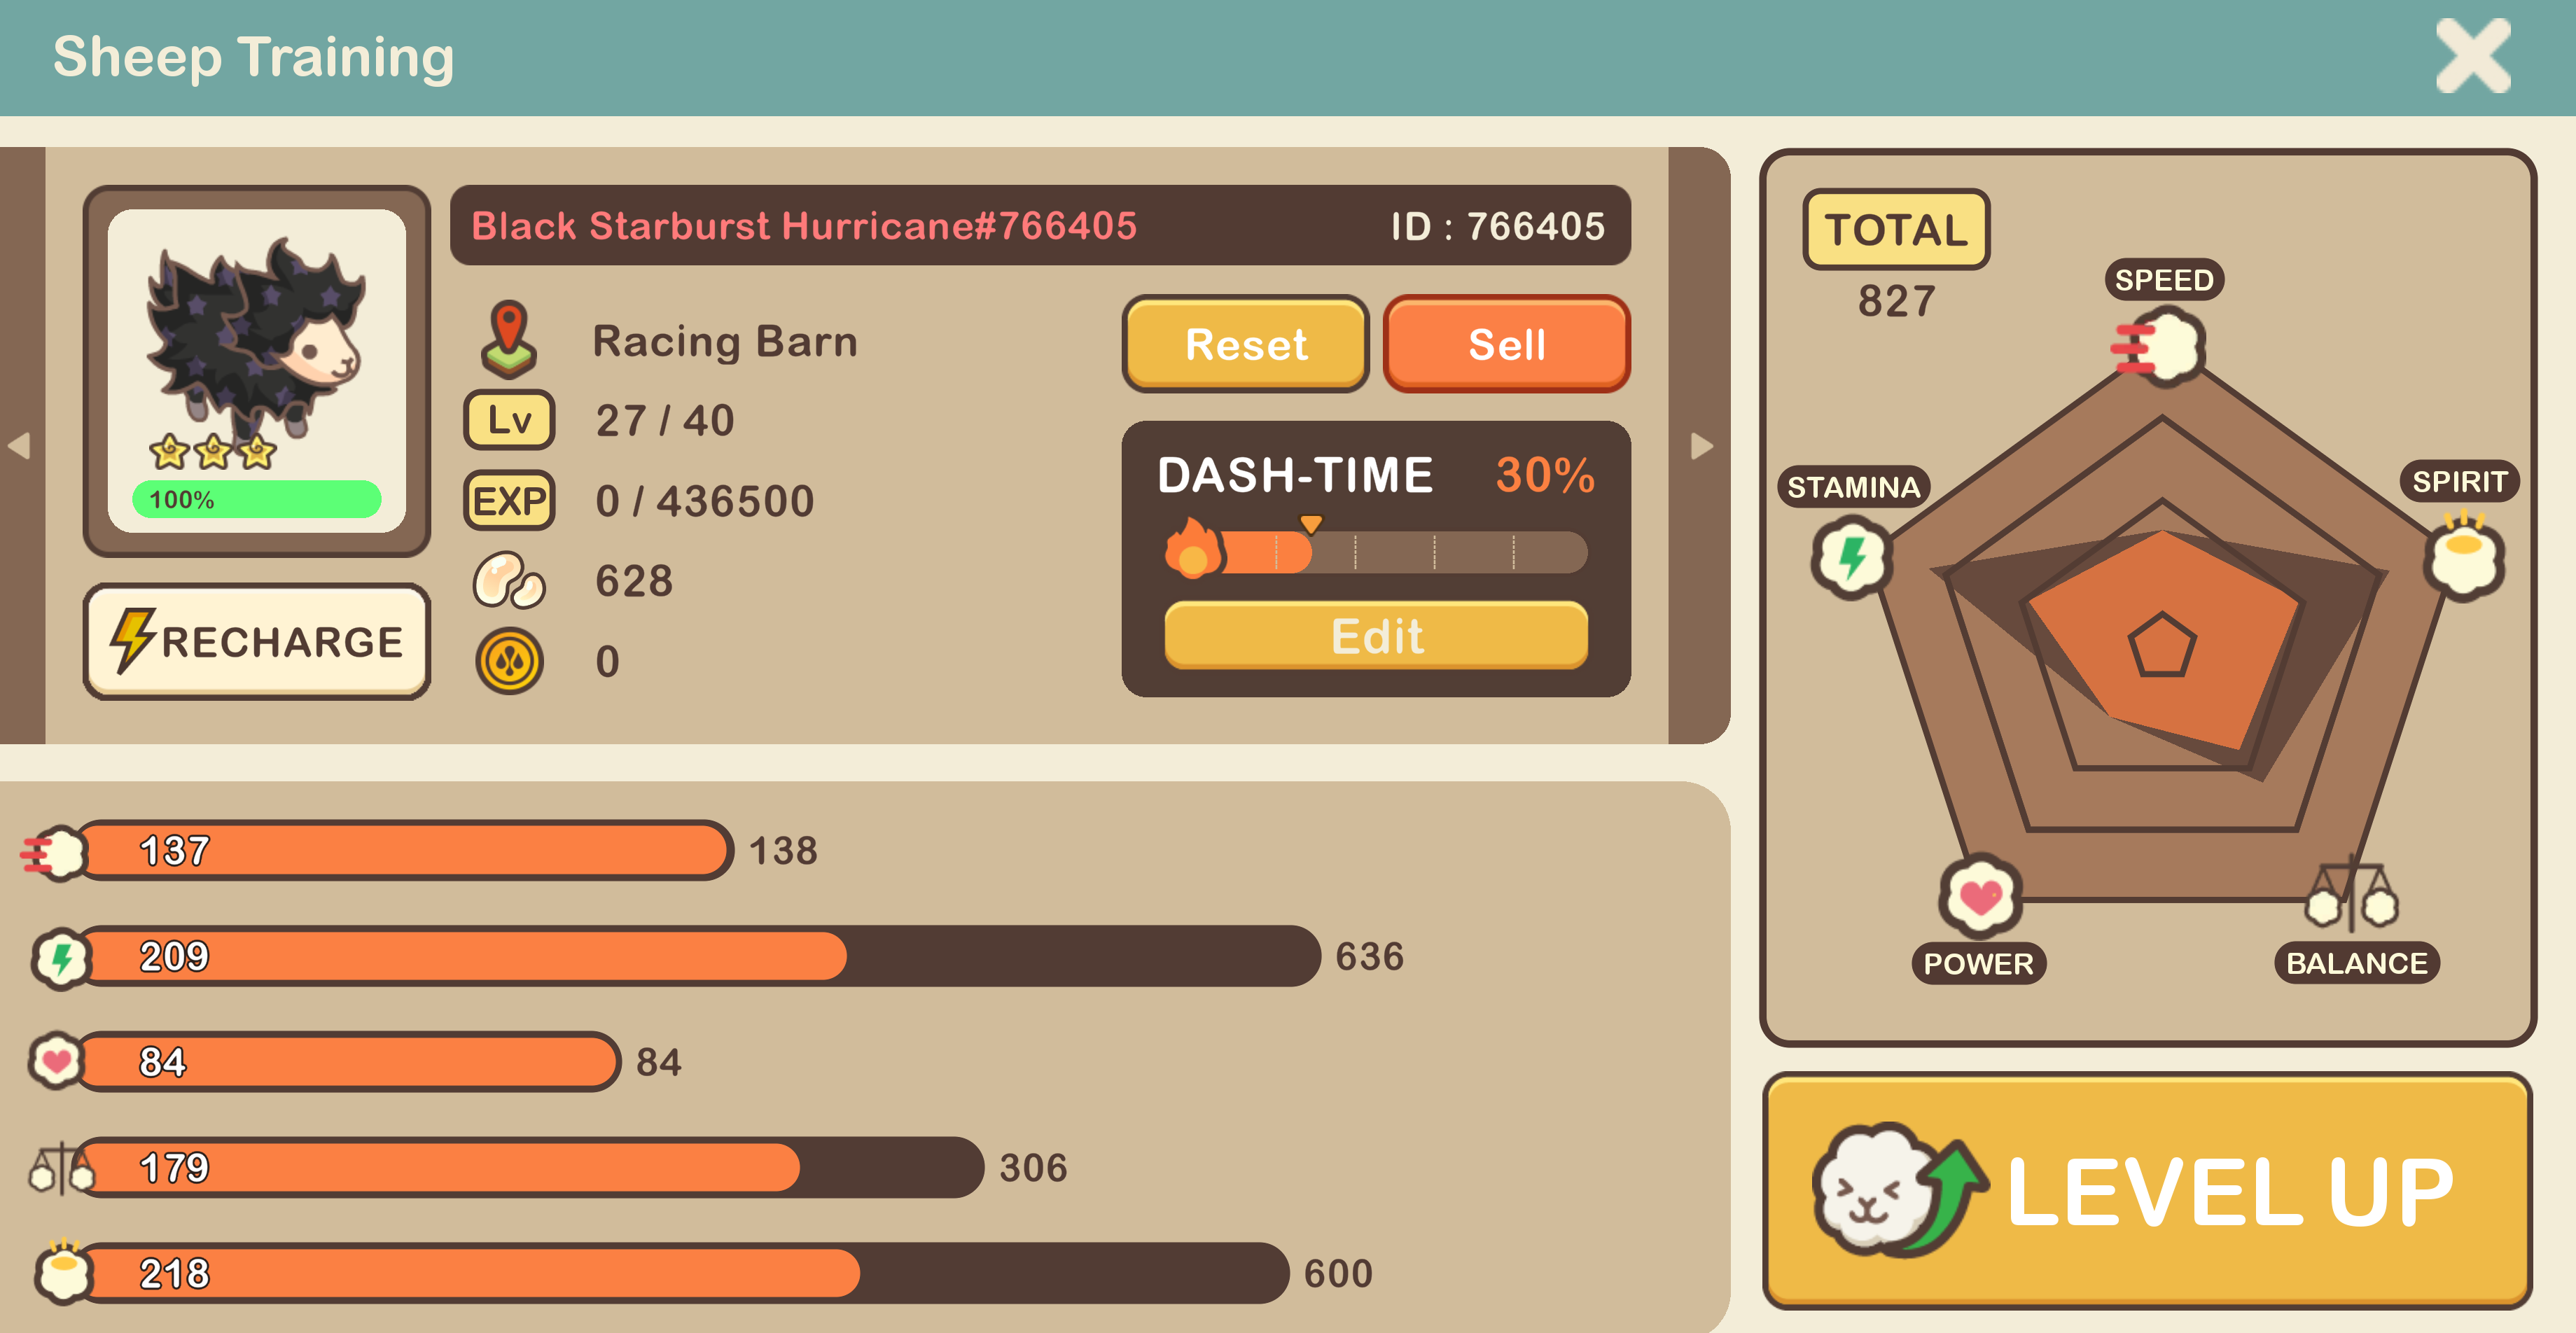 Sheep Training
Black Starburst Hurricane#766405 ID : 766405
Racing Barn
Lv 27 / 40
EXP 0 / 436500
628
0
100%
RECHARGE
Reset
Sell
DASH-TIME 30%
Edit
137 138
209 636
84 84
179 306
218 600
TOTAL
827
SPEED
STAMINA
SPIRIT
POWER
BALANCE
LEVEL UP